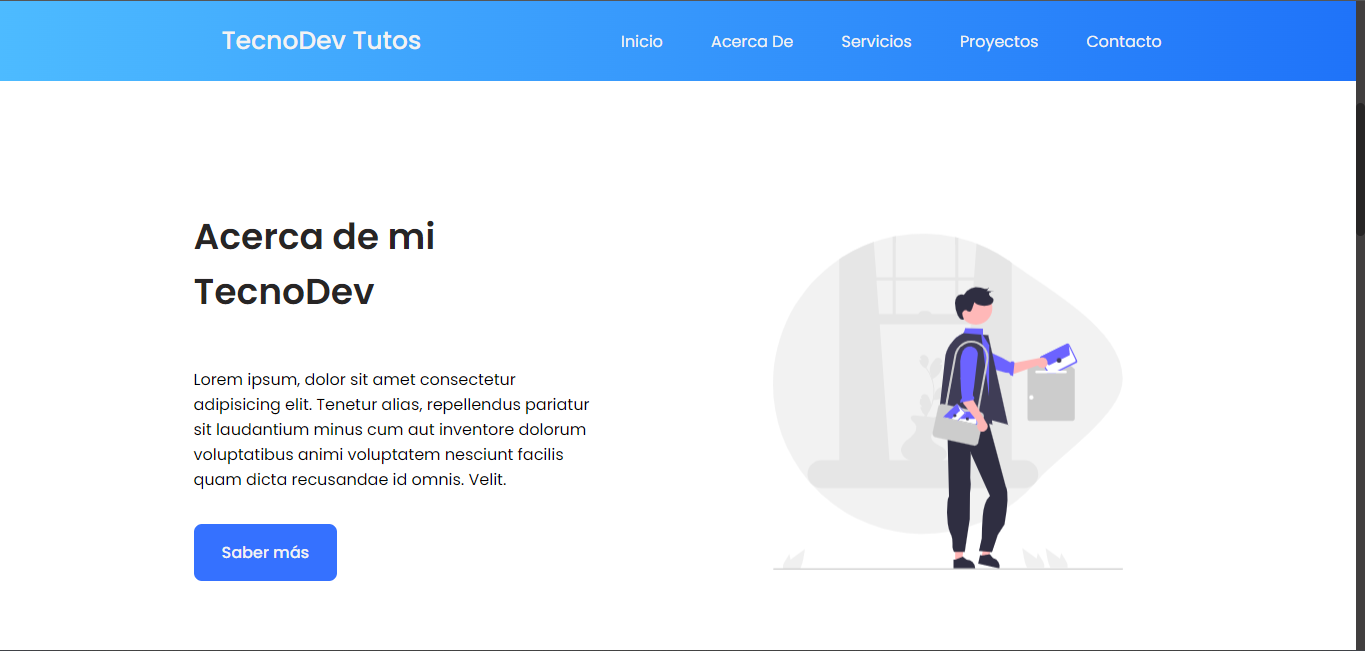 TecnoDev Tutos
Inicio
Acerca De
Servicios
Proyectos
Contacto
Acerca de mi
TecnoDev
Lorem ipsum, dolor sit amet consectetur
adipisicing elit. Tenetur alias, repellendus pariatur
sit laudantium minus cum aut inventore dolorum
voluptatibus animi voluptatem nesciunt facilis
quam dicta recusandae id omnis. Velit.
Saber más